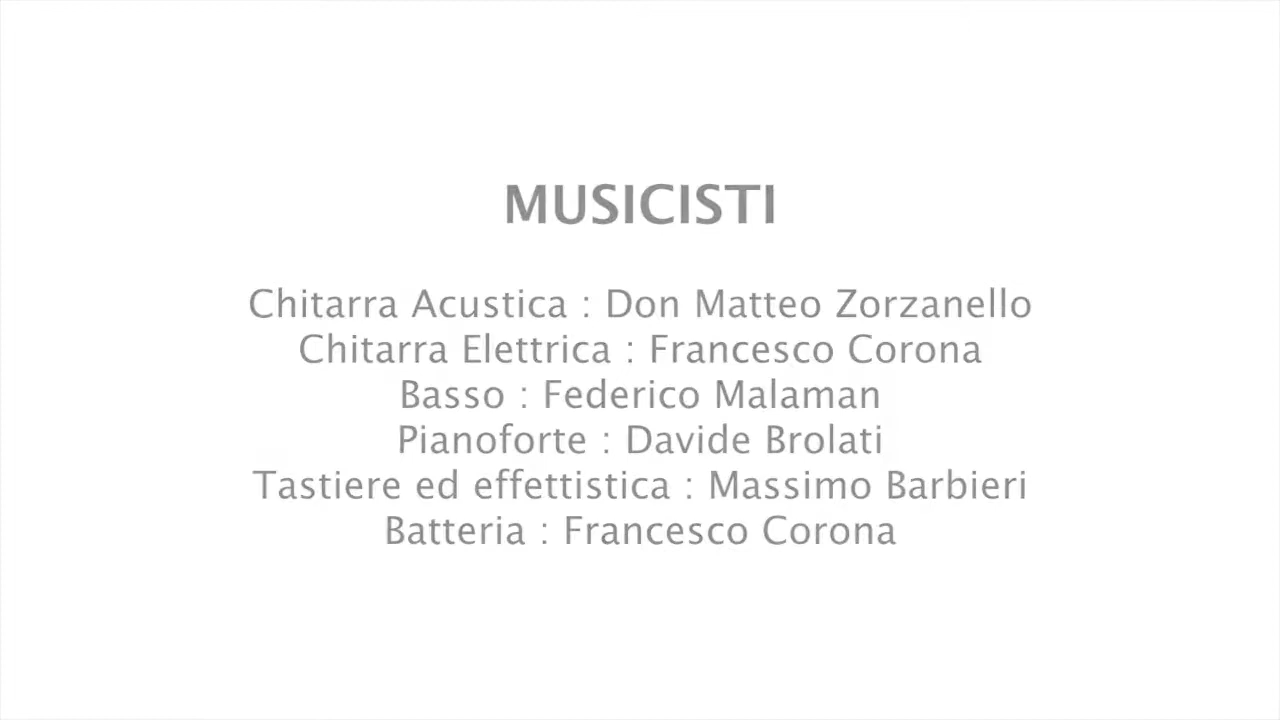 MUSICISTI
Chitarra Acustica : Don Matteo Zorzanello
Chitarra Elettrica : Francesco Corona
Basso : Federico Malaman
Pianoforte : Davide Brolati
Tastiere ed effettistica : Massimo Barbieri
Batteria : Francesco Corona